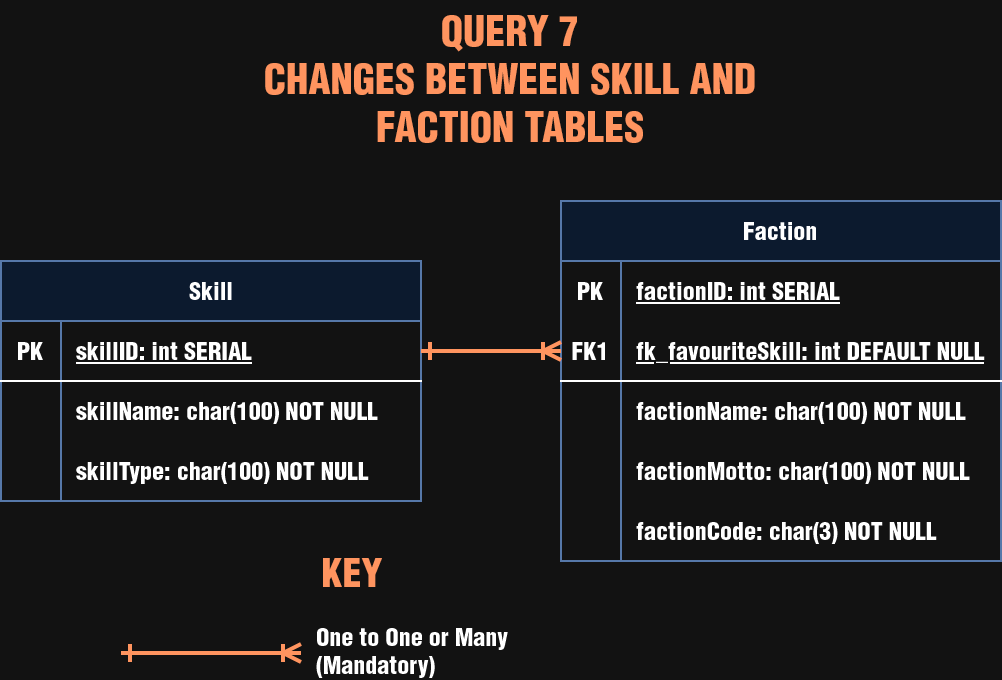 QUERY 7
CHANGES BETWEEN SKILL AND
FACTION TABLES
Skill
PK skillID: int SERIAL
skillName: char(100) NOT NULL
skillType: char(100) NOT NULL
Faction
PK factionID: int SERIAL
FK1 fk_favouriteSkill: int DEFAULT NULL
factionName: char(100) NOT NULL
factionMotto: char(100) NOT NULL
factionCode: char(3) NOT NULL
KEY
One to One or Many
(Mandatory)